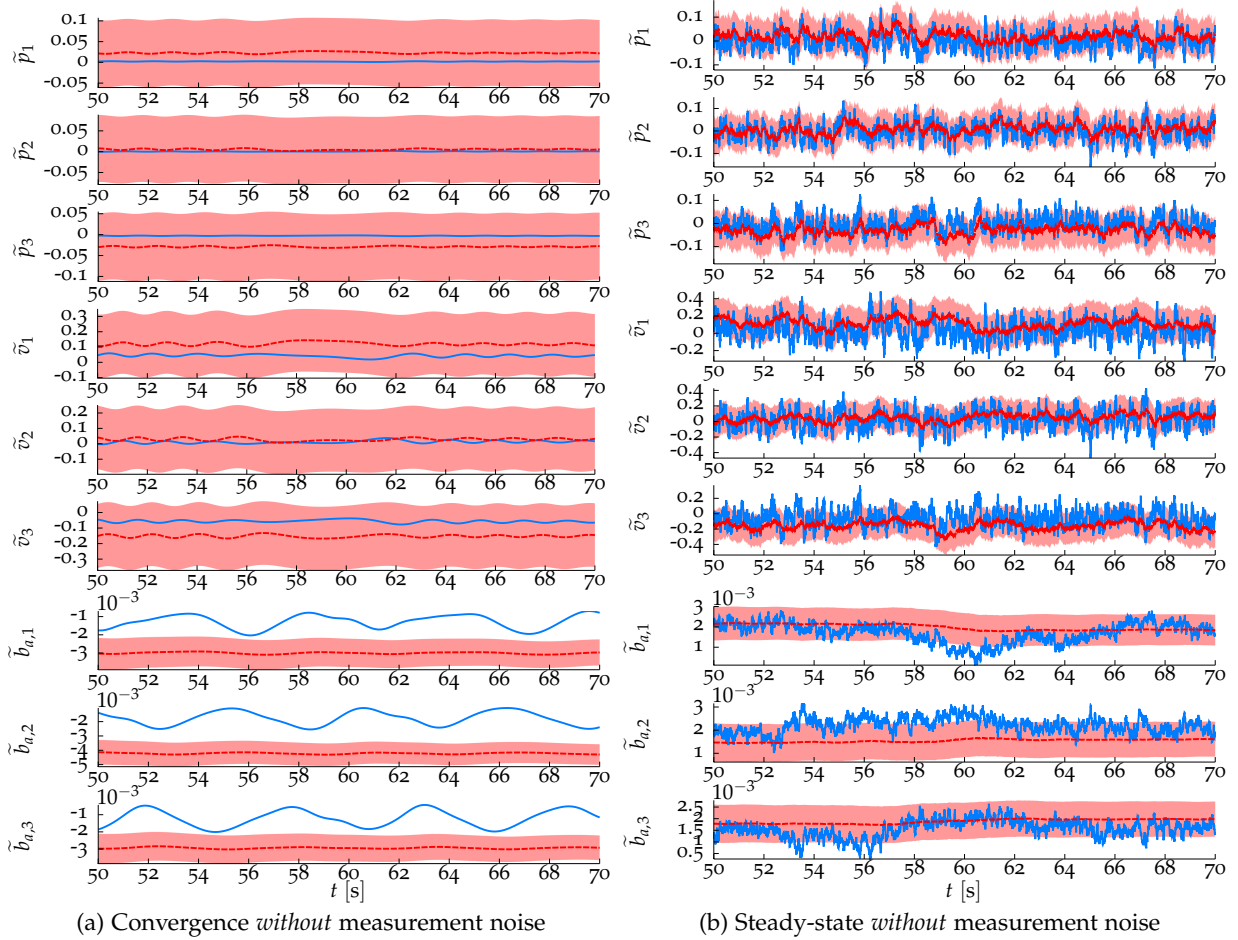 0.1
0.05
0
-0.05
p̃1
50 52 54 56 58 60 62 64 66 68 70
0.05
0
-0.05
p̃2
50 52 54 56 58 60 62 64 66 68 70
0.05
0
-0.05
-0.1
p̃3
50 52 54 56 58 60 62 64 66 68 70
0.3
0.1
0
-0.1
ṽ1
50 52 54 56 58 60 62 64 66 68 70
0.2
0.1
0
-0.1
ṽ2
50 52 54 56 58 60 62 64 66 68 70
0
-0.1
-0.2
-0.3
ṽ3
50 52 54 56 58 60 62 64 66 68 70
10⁻³
-1
-2
-3
b̃a,1
50 52 54 56 58 60 62 64 66 68 70
10⁻³
-2
-3
-4
-5
b̃a,2
50 52 54 56 58 60 62 64 66 68 70
10⁻³
-1
-2
-3
b̃a,3
50 52 54 56 58 60 62 64 66 68 70
t [s]
(a) Convergence without measurement noise
0.1
0
-0.1
p̃1
50 52 54 56 58 60 62 64 66 68 70
0.1
0
-0.1
p̃2
50 52 54 56 58 60 62 64 66 68 70
0.1
0
-0.1
p̃3
50 52 54 56 58 60 62 64 66 68 70
0.4
0.2
0
-0.2
ṽ1
50 52 54 56 58 60 62 64 66 68 70
0.4
0.2
0
-0.2
-0.4
ṽ2
50 52 54 56 58 60 62 64 66 68 70
0.2
0
-0.2
-0.4
ṽ3
50 52 54 56 58 60 62 64 66 68 70
10⁻³
3
2
1
b̃a,1
50 52 54 56 58 60 62 64 66 68 70
10⁻³
3
2
1
b̃a,2
50 52 54 56 58 60 62 64 66 68 70
10⁻³
2.5
2
1.5
1
0.5
b̃a,3
50 52 54 56 58 60 62 64 66 68 70
t [s]
(b) Steady-state without measurement noise